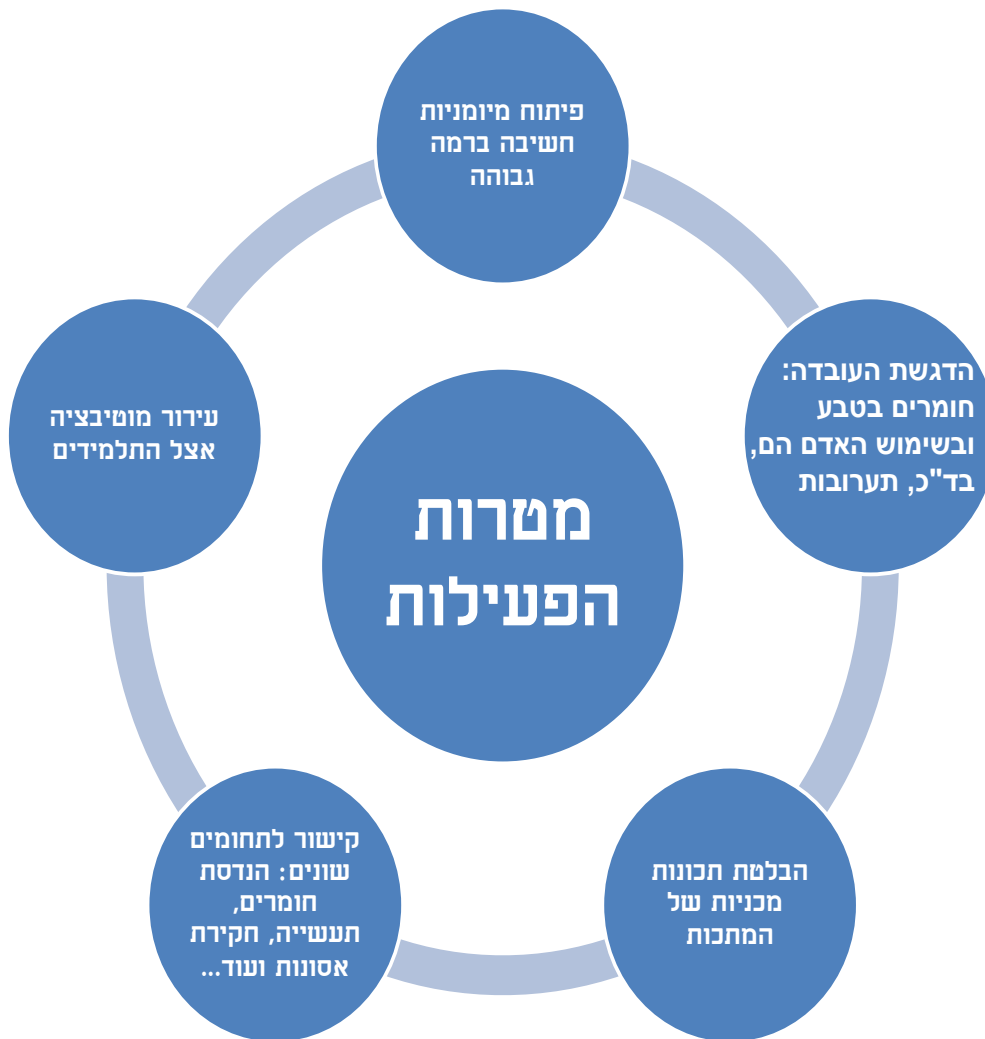 פיתוח מיומניות
חשיבה ברמה
גבוהה
הדגשת העובדה:
חומרים בטבע
ובשימוש האדם הם,
בד"כ, תערובות
עירור מוטיבציה
אצל התלמידים
מטרות
הפעילות
קישור לתחומים
שונים: הנדסת
חומרים,
תעשייה, חקירת
אסונות ועוד...
הבלטת תכונות
מכניות של
המתכות